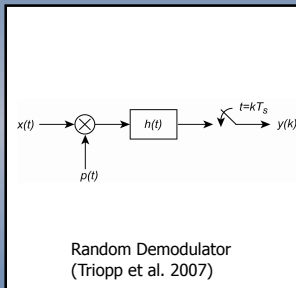 t=kTₛ
x(t) h(t) y(k)
p(t)
Random Demodulator
(Triopp et al. 2007)